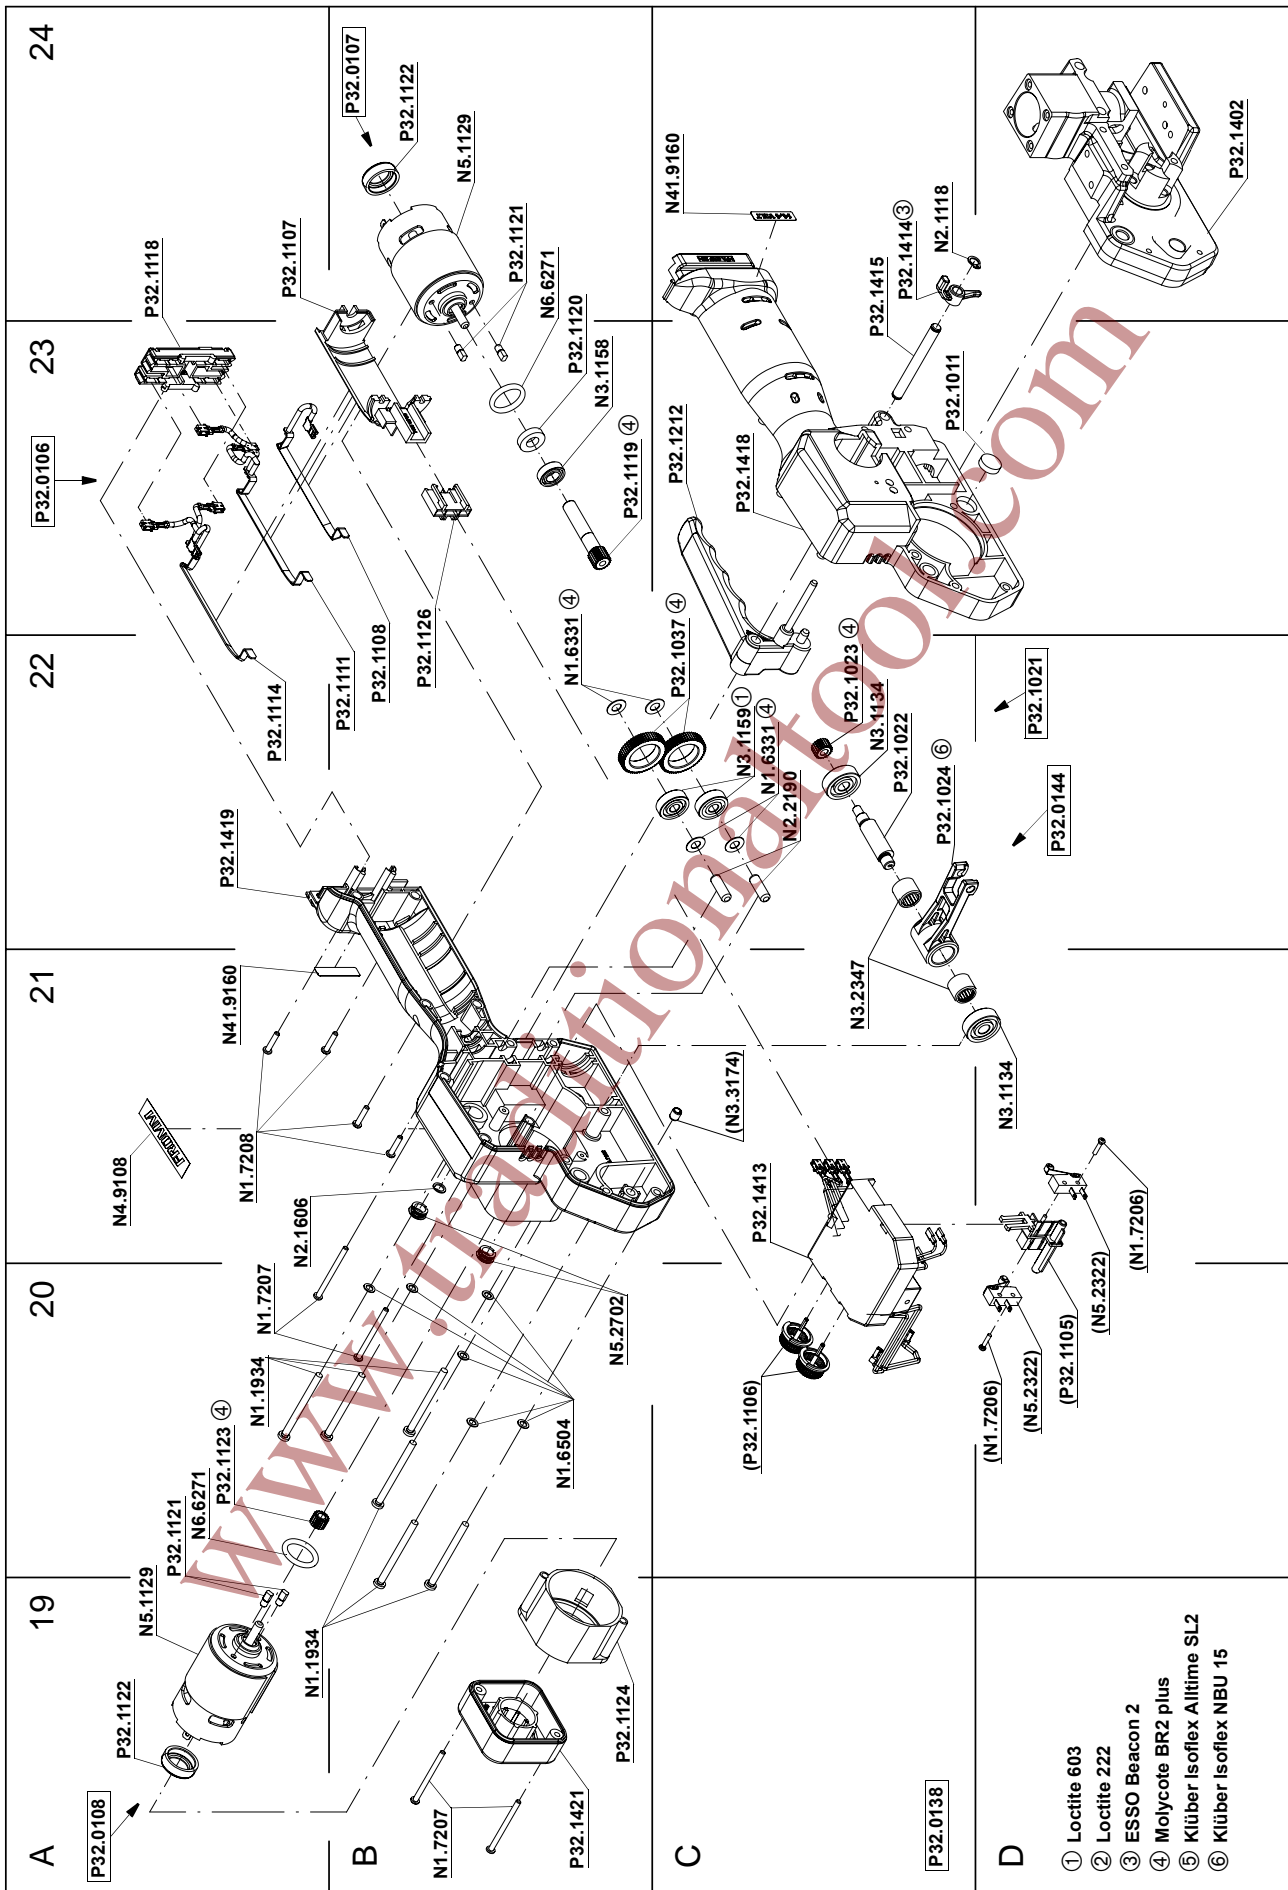 24
23
22
21
20
19
A
B
C
D
P32.0107
P32.1122
N5.1129
P32.1118
P32.1107
P32.1121
N6.6271
P32.1120
N3.1158
P32.1119 ④
P32.0106
P32.1114
P32.1111
P32.1108
P32.1126
N41.9160
14.4 VOLT
P32.1415
P32.1414 ③
N2.1118
P32.1402
P32.1011
P32.1212
P32.1418
N1.6331 ④
P32.1037 ④
N3.1159 ①
N1.6331 ④
N2.2190
P32.1023 ④
N3.1134
P32.1022
P32.1024 ⑥
P32.1021
P32.0144
P32.1419
N41.9160
N4.9108
FROMM
N1.7208
N2.1606
(N3.3174)
N3.2347
N3.1134
P32.1413
(N1.7206)
(N5.2322)
(P32.1105)
(N5.2322)
(N1.7206)
(P32.1106)
N5.2702
N1.7207
N1.1934
P32.1123 ④
N6.6271
P32.1121
N5.1129
P32.1122
P32.0108
N1.6504
N1.1934
P32.1124
P32.1421
N1.7207
P32.0138
① Loctite 603
② Loctite 222
③ ESSO Beacon 2
④ Molycote BR2 plus
⑤ Klüber Isoflex Alltime SL2
⑥ Klüber Isoflex NBU 15
www.traditionaltool.com